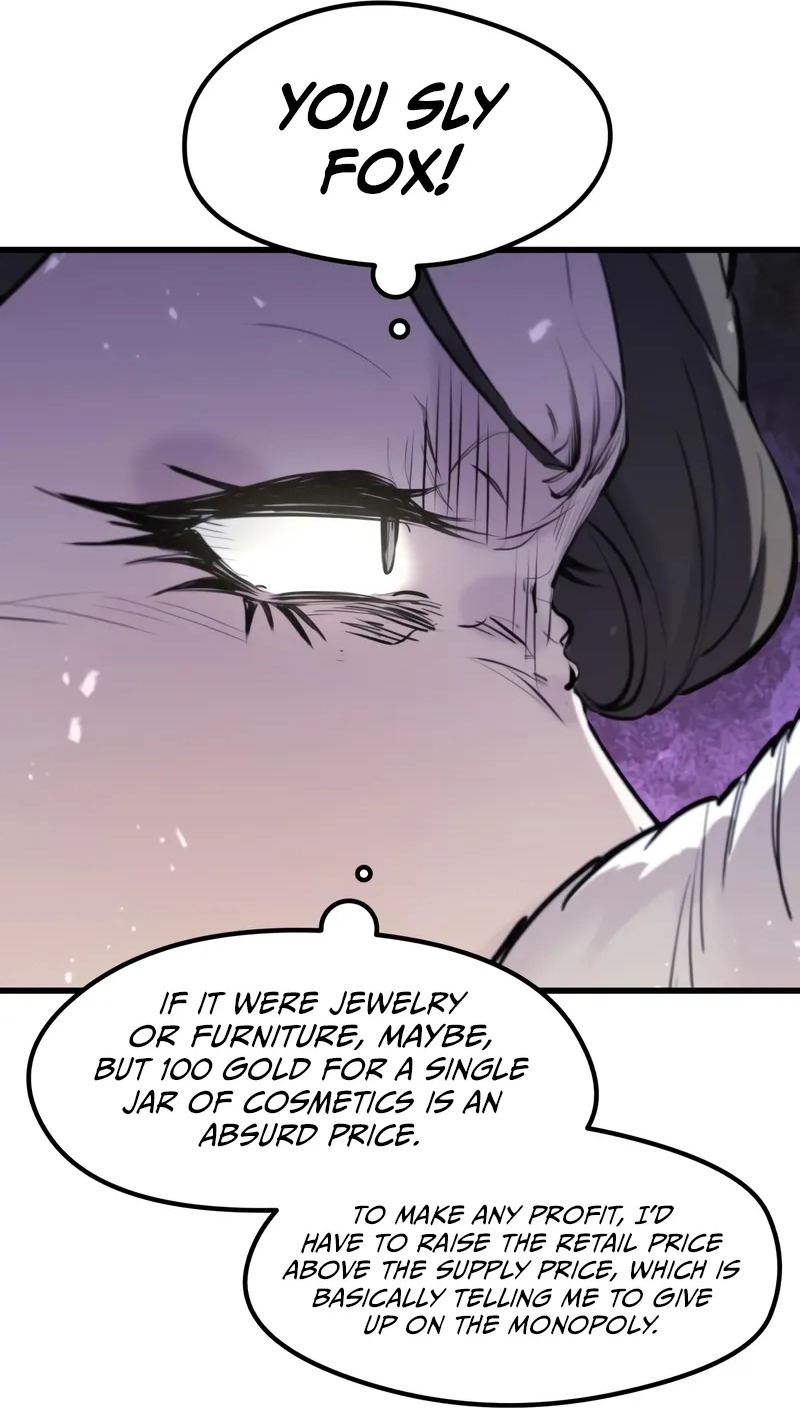 YOU SLY
FOX!
IF IT WERE JEWELRY
OR FURNITURE, MAYBE,
BUT 100 GOLD FOR A SINGLE
JAR OF COSMETICS IS AN
ABSURD PRICE.
TO MAKE ANY PROFIT, I'D
HAVE TO RAISE THE RETAIL PRICE
ABOVE THE SUPPLY PRICE, WHICH IS
BASICALLY TELLING ME TO GIVE
UP ON THE MONOPOLY.